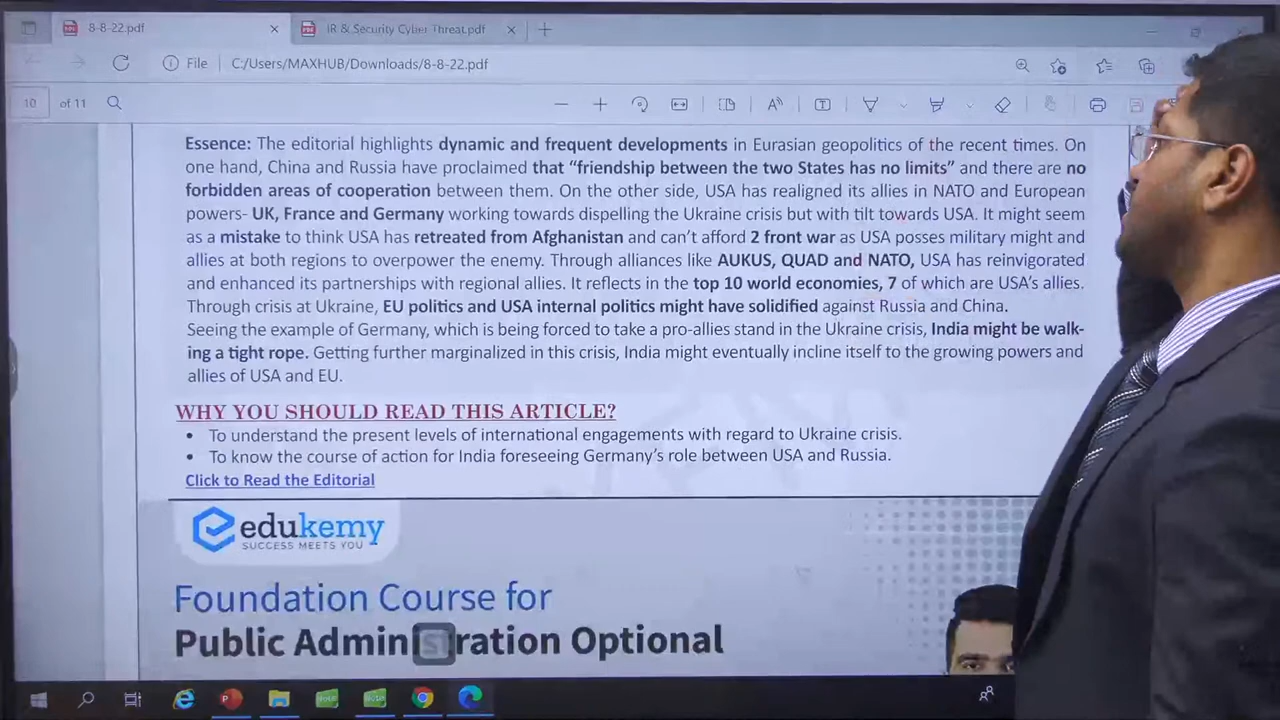 8-8-22.pdf
IR & Security Cyber Threat.pdf
File C:/Users/MAXHUB/Downloads/8-8-22.pdf
10 of 11
Essence: The editorial highlights dynamic and frequent developments in Eurasian geopolitics of the recent times. On
one hand, China and Russia have proclaimed that “friendship between the two States has no limits” and there are no
forbidden areas of cooperation between them. On the other side, USA has realigned its allies in NATO and European
powers- UK, France and Germany working towards dispelling the Ukraine crisis but with tilt towards USA. It might seem
as a mistake to think USA has retreated from Afghanistan and can’t afford 2 front war as USA posses military might and
allies at both regions to overpower the enemy. Through alliances like AUKUS, QUAD and NATO, USA has reinvigorated
and enhanced its partnerships with regional allies. It reflects in the top 10 world economies, 7 of which are USA’s allies.
Through crisis at Ukraine, EU politics and USA internal politics might have solidified against Russia and China.
Seeing the example of Germany, which is being forced to take a pro-allies stand in the Ukraine crisis, India might be walk-
ing a tight rope. Getting further marginalized in this crisis, India might eventually incline itself to the growing powers and
allies of USA and EU.
WHY YOU SHOULD READ THIS ARTICLE?
• To understand the present levels of international engagements with regard to Ukraine crisis.
• To know the course of action for India foreseeing Germany’s role between USA and Russia.
Click to Read the Editorial
edukemy
SUCCESS MEETS YOU
Foundation Course for
Public Administration Optional